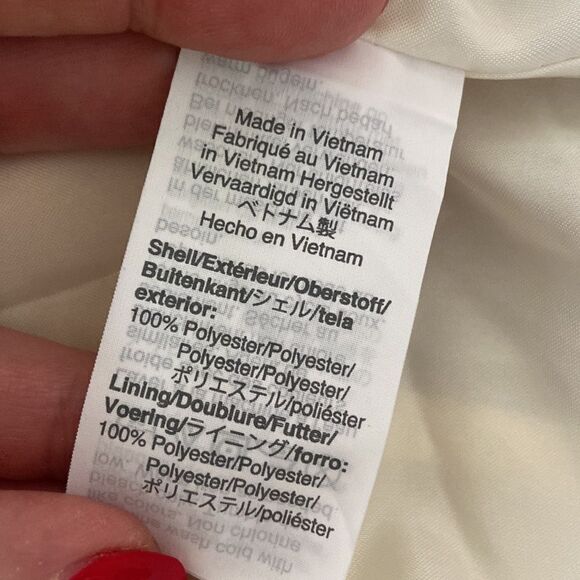 Made in Vietnam
Fabriqué au Vietnam
in Vietnam Hergestellt
Vervaardigd in Viëtnam
ベトナム製
Hecho en Vietnam
Shell/Extérieur/Oberstoff/
Buitenkant/シェル/tela
exterior:
100% Polyester/Polyester/
Polyester/Polyester/
ポリエステル/poliéster
Lining/Doublure/Futter/
Voering/ライニング/forro:
100% Polyester/Polyester/
Polyester/Polyester/
ポリエステル/poliéster